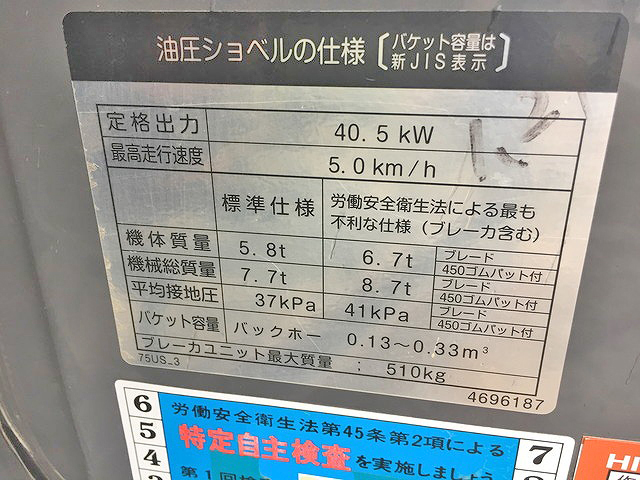 油圧ショベルの仕様〔バケット容量は
新JIS表示〕
定格出力 40.5kW
最高走行速度 5.0km/h
標準仕様 労働安全衛生法による最も
不利な仕様（ブレーカ含む）
機体質量 5.8t 6.7t ブレード
450ゴムパット付
機械総質量 7.7t 8.7t ブレード
450ゴムパット付
平均接地圧 37kPa 41kPa ブレード
450ゴムパット付
バケット容量 バックホー 0.13～0.33m³
ブレーカユニット最大質量 : 510kg
75US_3
4696187
6
5
4
労働安全衛生法第45条第2項による
特定自主検査を実施しましょう
第1回検
7
HI